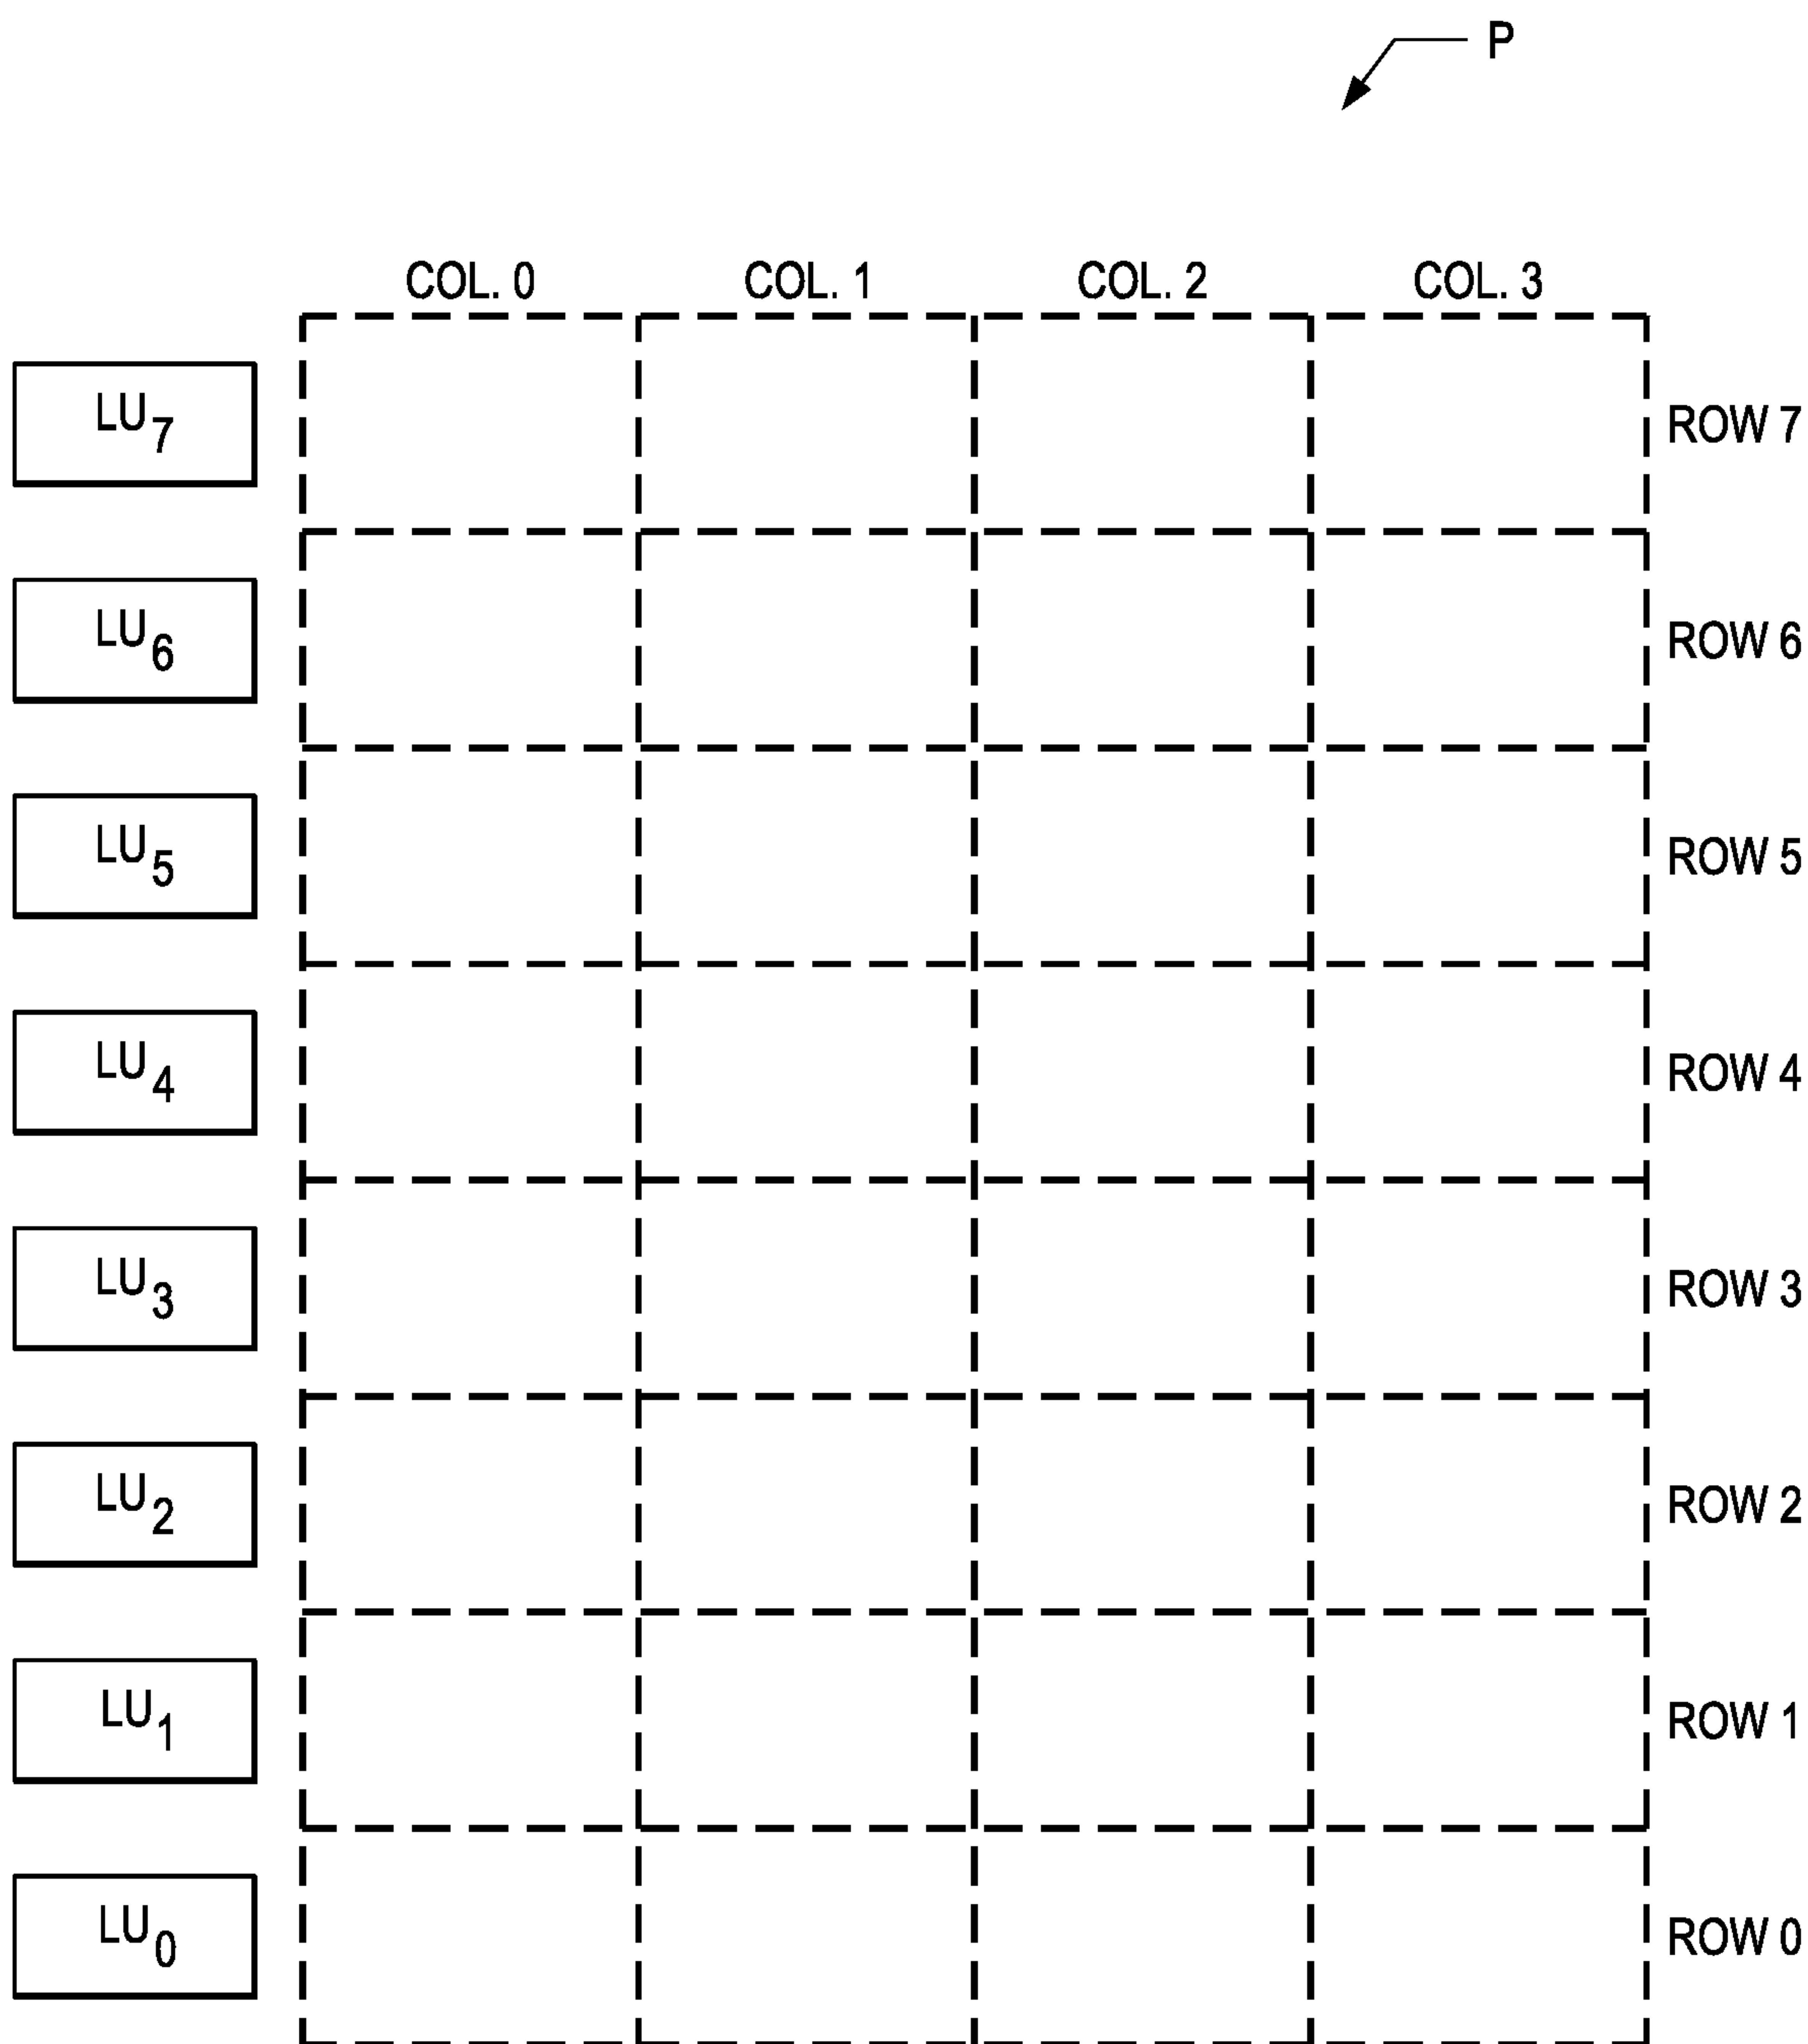 P
COL. 0 COL. 1 COL. 2 COL. 3
LU7 ROW 7
LU6 ROW 6
LU5 ROW 5
LU4 ROW 4
LU3 ROW 3
LU2 ROW 2
LU1 ROW 1
LU0 ROW 0